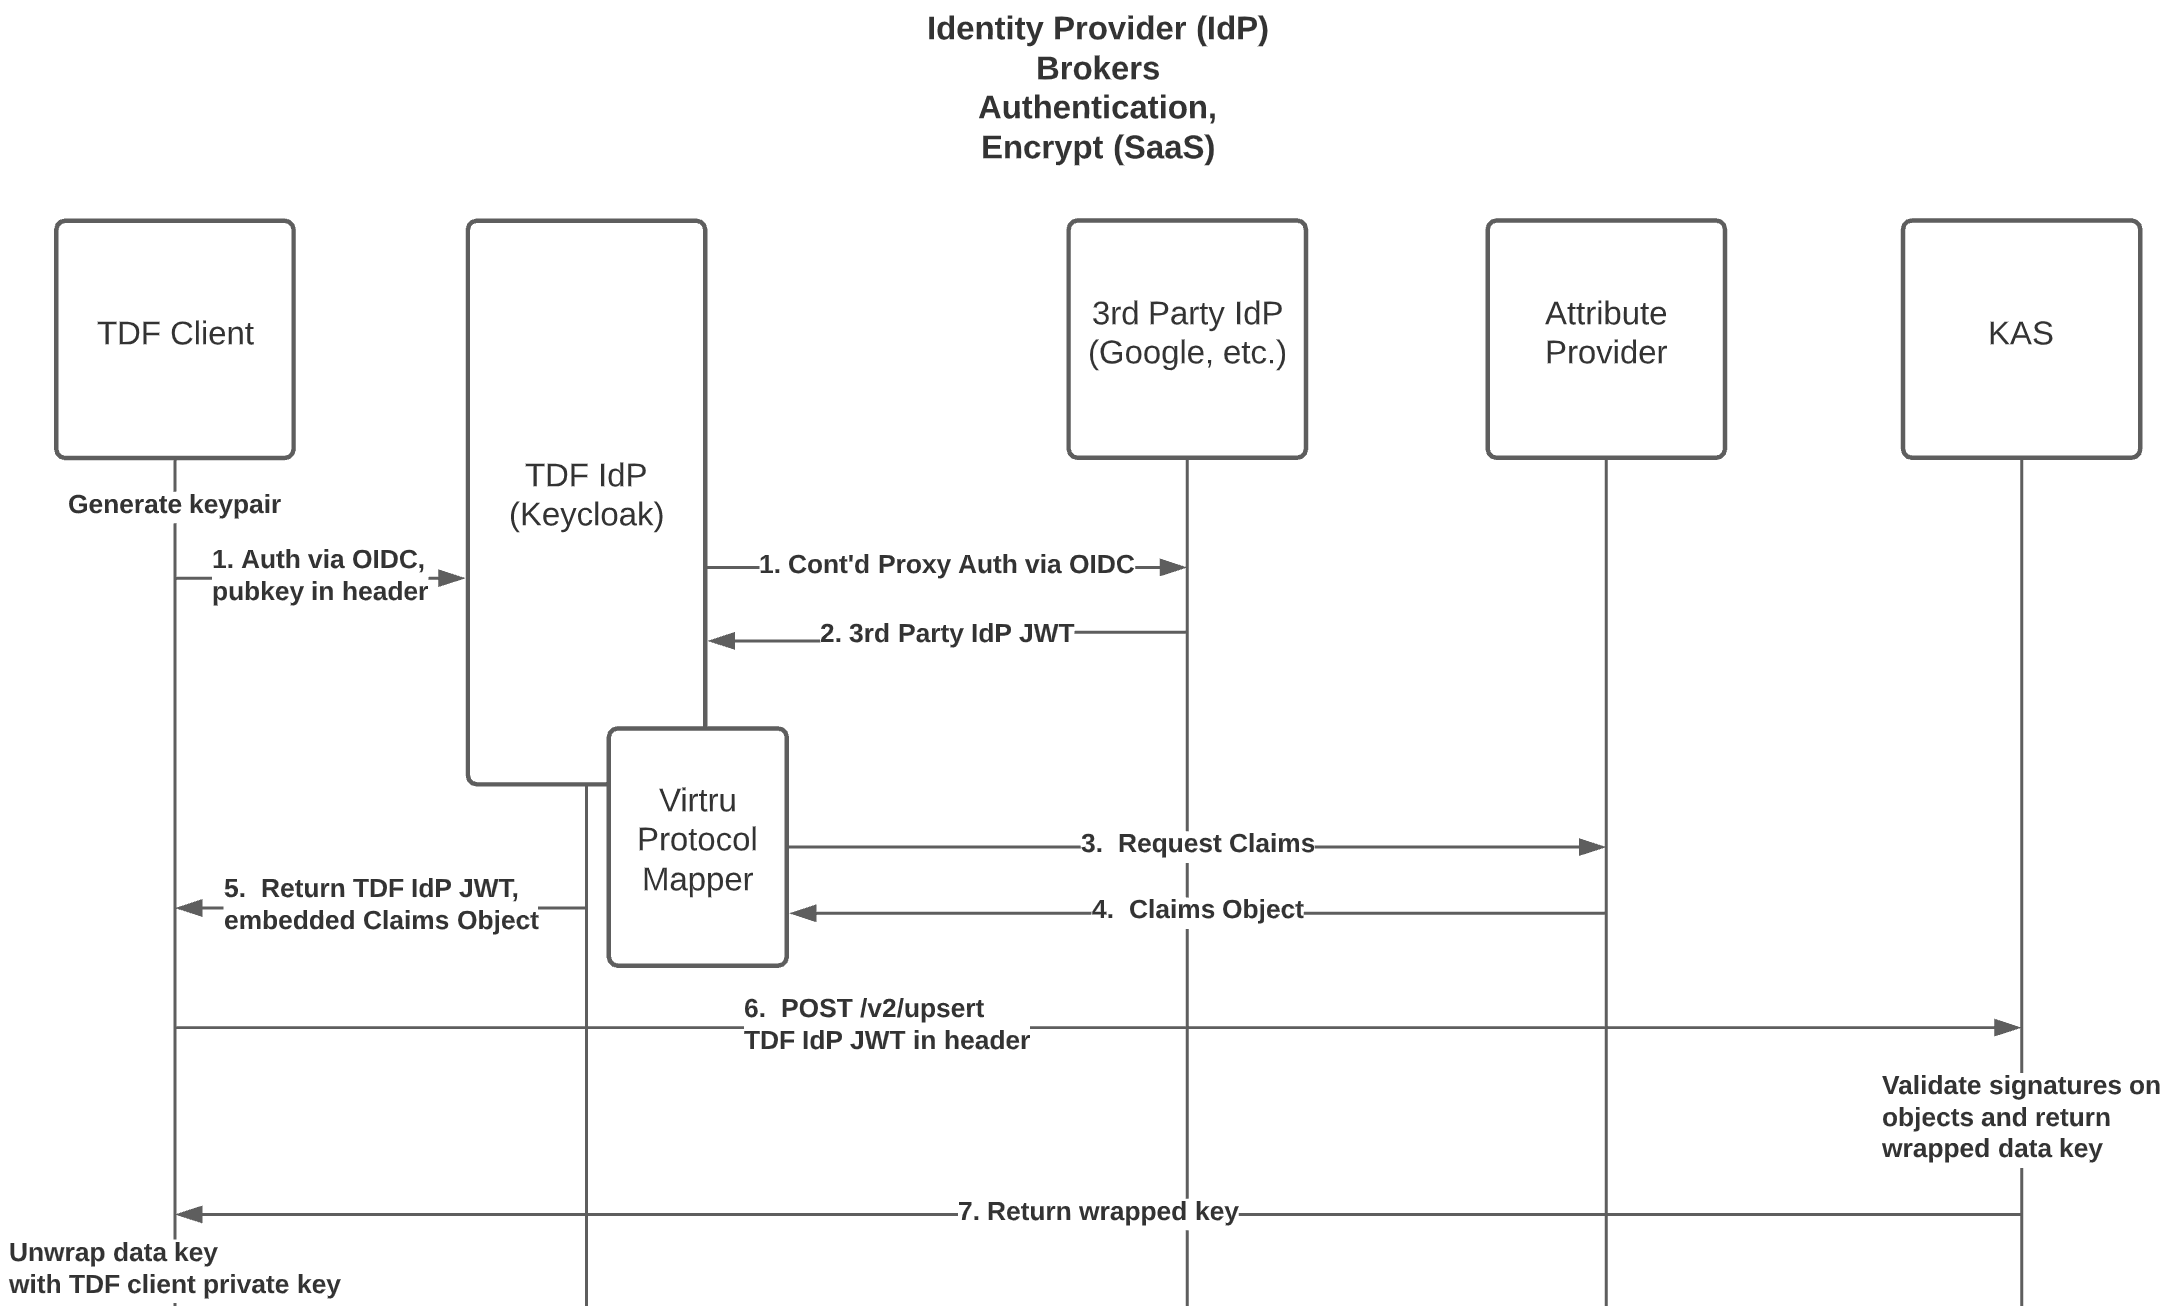 Identity Provider (IdP)
Brokers
Authentication,
Encrypt (SaaS)
TDF Client
TDF IdP
(Keycloak)
3rd Party IdP
(Google, etc.)
Attribute
Provider
KAS
Generate keypair
1. Auth via OIDC,
pubkey in header
1. Cont'd Proxy Auth via OIDC
2. 3rd Party IdP JWT
Virtru
Protocol
Mapper
3.  Request Claims
4.  Claims Object
5.  Return TDF IdP JWT,
embedded Claims Object
6.  POST /v2/upsert
TDF IdP JWT in header
Validate signatures on
objects and return
wrapped data key
7. Return wrapped key
Unwrap data key
with TDF client private key